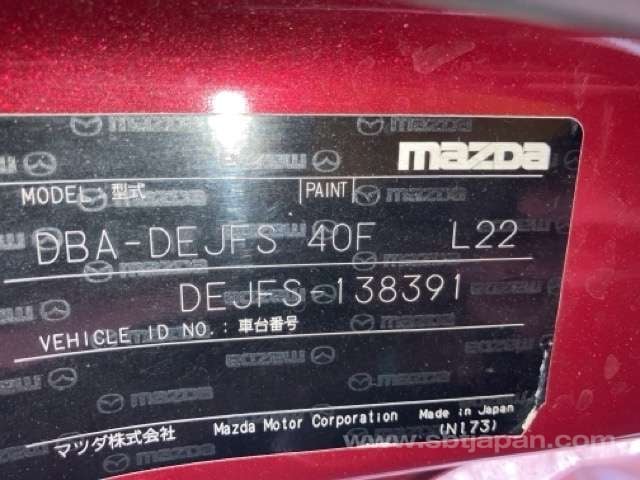 mazda
MODEL:型式 PAINT
DBA-DEJFS 40F L22
DEJFS-138391
VEHICLE ID NO.:車台番号
マツダ株式会社 Mazda Motor Corporation Made in Japan
(N173)
www.sbtjapan.com